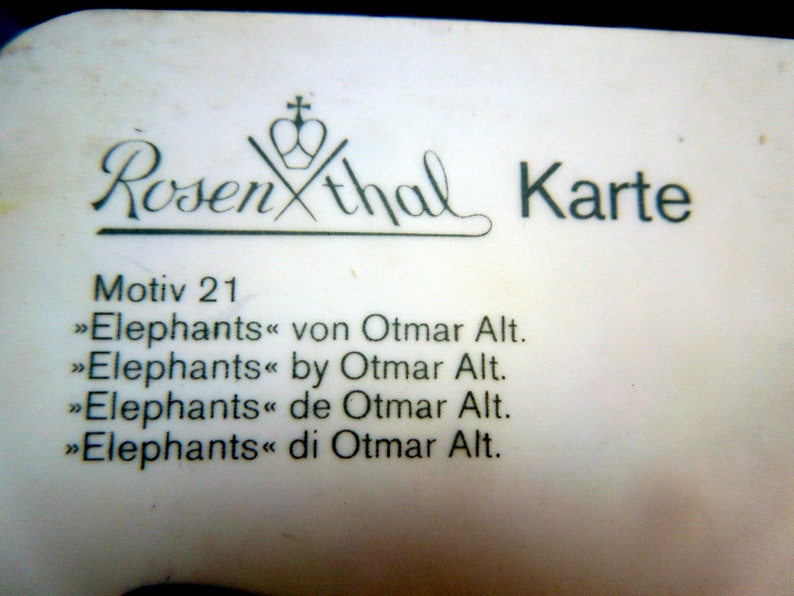 Rosenthal Karte
Motiv 21
»Elephants« von Otmar Alt.
»Elephants« by Otmar Alt.
»Elephants« de Otmar Alt.
»Elephants« di Otmar Alt.